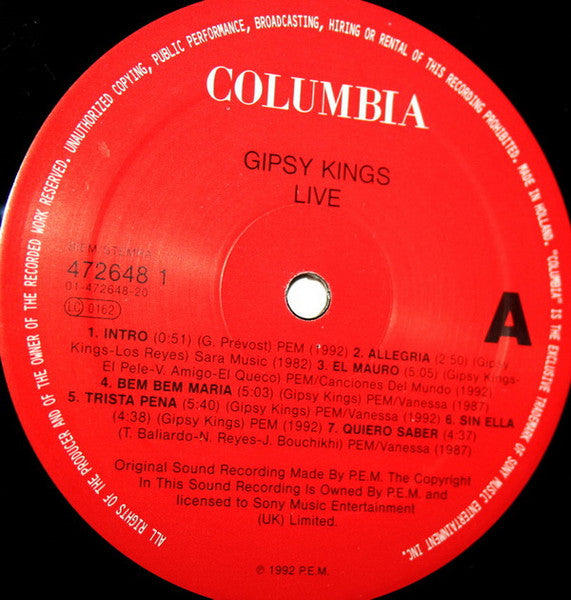 ALL RIGHTS OF THE PRODUCER AND OF THE OWNER OF THE RECORDED WORK RESERVED. UNAUTHORIZED COPYING, PUBLIC PERFORMANCE, BROADCASTING, HIRING OR RENTAL OF THIS RECORDING PROHIBITED. MADE IN HOLLAND. "COLUMBIA" IS THE EXCLUSIVE TRADEMARK OF SONY MUSIC ENTERTAINMENT INC.
COLUMBIA
GIPSY KINGS
LIVE
BIEM/STEMRA
472648 1
01-472648-20
LC 0162
A
1. INTRO (0:51) (G. Prévost) PEM (1992) 2. ALLEGRIA (2:50) (Gipsy
Kings-Los Reyes) Sara Music (1982) 3. EL MAURO (5:05) (Gipsy Kings-
El Pele-V. Amigo-El Queco) PEM/Canciones Del Mundo (1992)
4. BEM BEM MARIA (5:03) (Gipsy Kings) PEM/Vanessa (1987)
5. TRISTA PENA (5:40) (Gipsy Kings) PEM/Vanessa (1992) 6. SIN ELLA
(4:38) (Gipsy Kings) PEM (1992) 7. QUIERO SABER (4:37)
(T. Baliardo-N. Reyes-J. Bouchikhi) PEM/Vanessa (1987)
Original Sound Recording Made By P.E.M. The Copyright
In This Sound Recording Is Owned By P.E.M. and
licensed to Sony Music Entertainment
(UK) Limited.
℗ 1992 P.E.M.